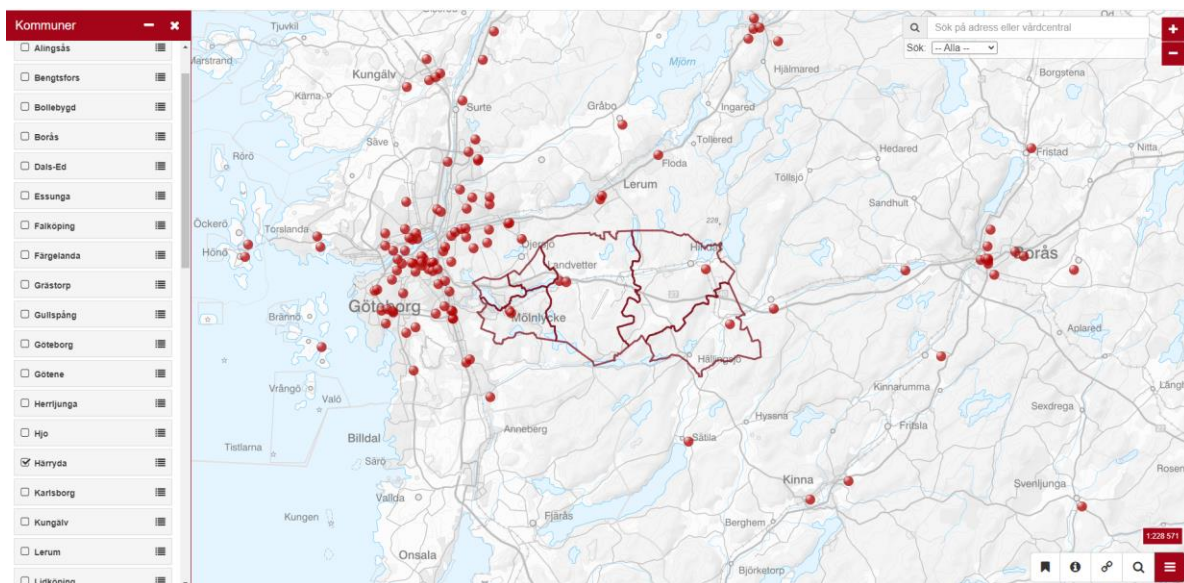 Kommuner
Alingsås
Bengtsfors
Bollebygd
Borås
Dals-Ed
Essunga
Falköping
Färgelanda
Grästorp
Gullspång
Göteborg
Götene
Herrljunga
Hjo
Härryda
Karlsborg
Kungälv
Lerum
Lidköping
Sök på adress eller vårdcentral
Sök: -- Alla --
Tjuvkil
Marstrand
Kungälv
Kärna
Surte
Säve
Rörö
Öckerö
Hönö
Torslanda
Göteborg
Brännö
Vrångö
Valö
Tistlarna
Billdal
Särö
Vallda
Kungen
Onsala
Fjärås
Anneberg
Mjörn
Hjälmared
Gråbo
Ingared
Tollered
Floda
Lerum
Töllsjö
Hedared
Sandhult
Borgstena
Fristad
Nitta
Öjersjö
Landvetter
Mölnlycke
Hindås
228
Hällingsjö
Borås
Aplared
Kinnarumma
Hyssna
Fritsla
Sexdrega
Sätila
Kinna
Svenljunga
Berghem
Björketorp
1:228 571